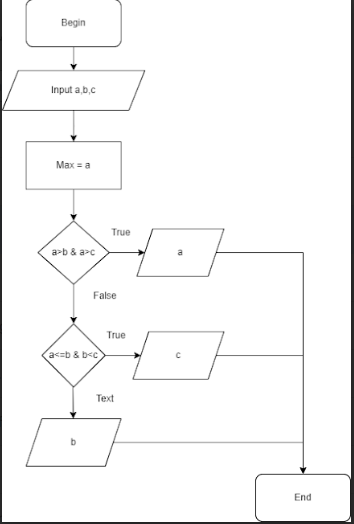 Begin
Input a,b,c
Max = a
True
a>b & a>c
a
False
True
a<=b & b<c
c
Text
b
End